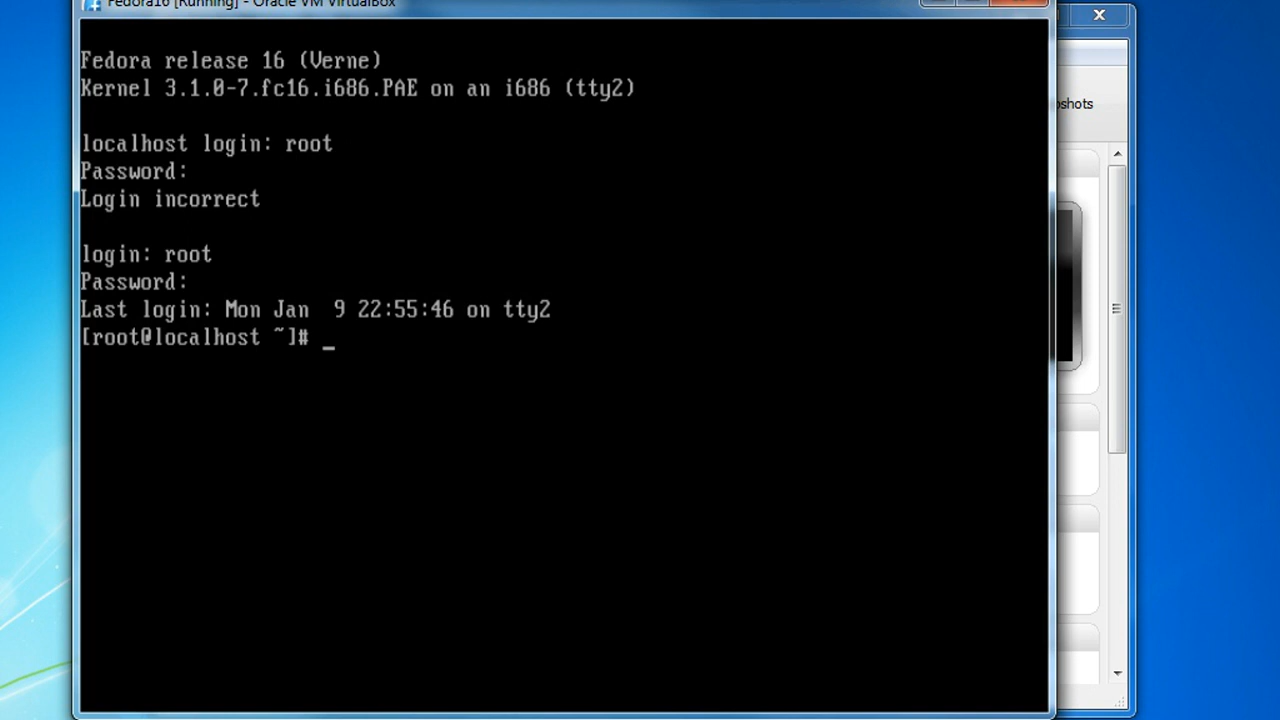 Fedora16 [Running] - Oracle VM VirtualBox
Fedora release 16 (Verne)
Kernel 3.1.0-7.fc16.i686.PAE on an i686 (tty2)
localhost login: root
Password:
Login incorrect
login: root
Password:
Last login: Mon Jan  9 22:55:46 on tty2
[root@localhost ~]# _
pshots